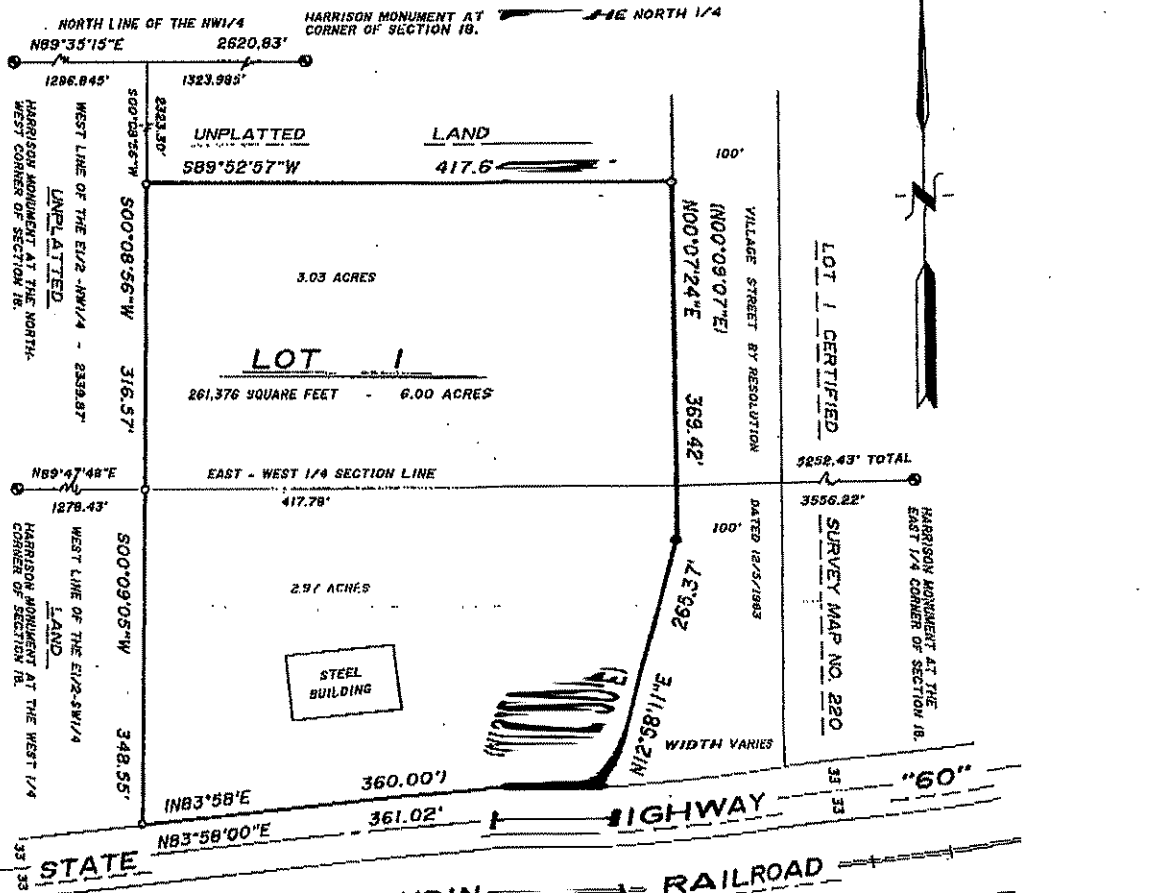 NORTH LINE OF THE NW1/4
HARRISON MONUMENT AT
NORTH 1/4
CORNER OF SECTION 18.
N89°35'15"E
2620.83'
1296.845'
1323.985'
HARRISON MONUMENT AT THE NORTH-
WEST CORNER OF SECTION 18.
WEST LINE OF THE E1/2-NW1/4 - 2339.87'
UNPLATTED
S00°08'56"W
2323.30'
UNPLATTED LAND
S89°52'57"W
417.6
100'
S00°08'56"W 316.57'
3.03 ACRES
LOT 1
261,376 SQUARE FEET - 6.00 ACRES
N00°07'24"E 369.42'
(N00°09'07"E)
VILLAGE STREET BY RESOLUTION
DATED 12/5/1983
LOT 1 CERTIFIED
SURVEY MAP NO. 220
N89°47'48"E
1278.43'
EAST - WEST 1/4 SECTION LINE
417.78'
5252.43' TOTAL
3556.22'
HARRISON MONUMENT AT THE
EAST 1/4 CORNER OF SECTION 18.
100'
HARRISON MONUMENT AT THE WEST 1/4
CORNER OF SECTION 18.
WEST LINE OF THE E1/2-SW1/4
LAND
S00°09'05"W 348.55'
2.97 ACRES
STEEL
BUILDING
265.37'
N12°58'11"E
WIDTH VARIES
(N83°58'E
360.00')
N83°58'00"E
361.02'
33 33
STATE
IGHWAY
"60"
33 33
RAILROAD